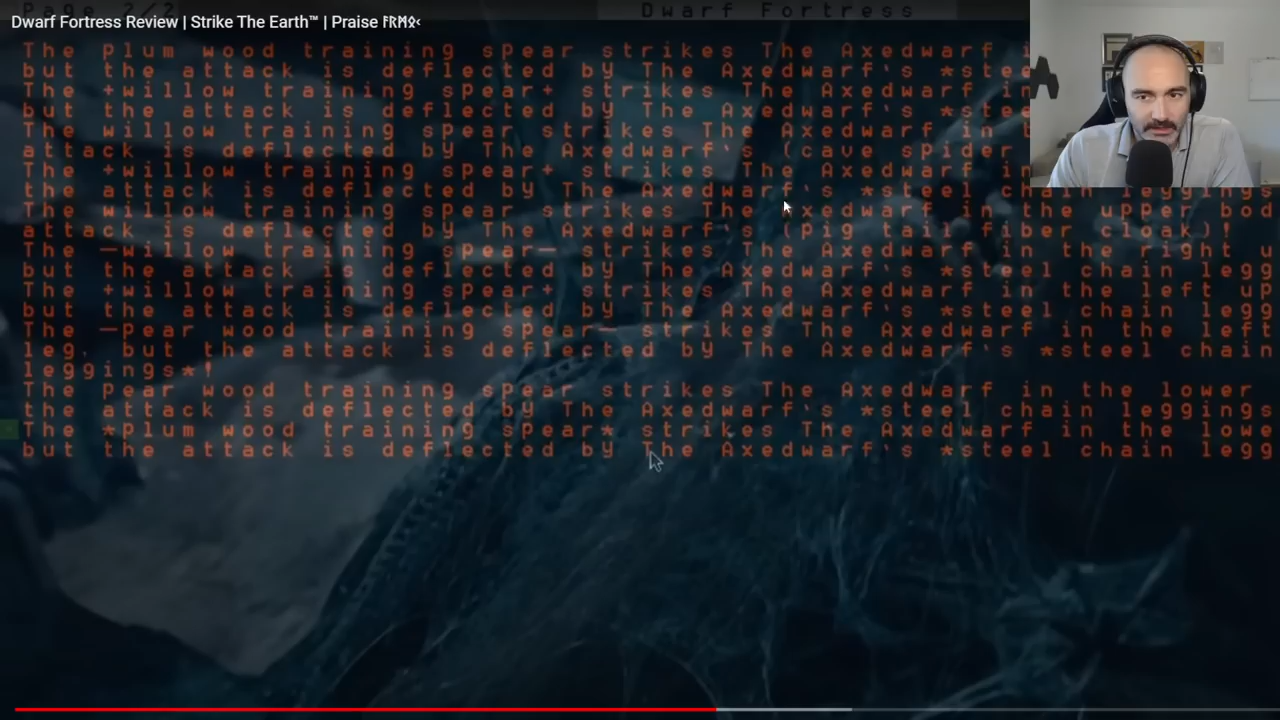 Page 2/2 Dwarf Fortress
Dwarf Fortress Review | Strike The Earth™ | Praise ᚨᚱᛗᛟᚲ
The plum wood training spear strikes The Axedwarf i
but the attack is deflected by The Axedwarf's *stee
The +willow training spear+ strikes The Axedwarf in
but the attack is deflected by The Axedwarf's *stee
The willow training spear strikes The Axedwarf in t
attack is deflected by The Axedwarf's (cave spider
The +willow training spear+ strikes The Axedwarf in
the attack is deflected by The Axedwarf's *steel chain leggings
The willow training spear strikes The Axedwarf in the upper bod
attack is deflected by The Axedwarf's (pig tail fiber cloak)!
The —willow training spear— strikes The Axedwarf in the right u
but the attack is deflected by The Axedwarf's *steel chain legg
The +willow training spear+ strikes The Axedwarf in the left up
but the attack is deflected by The Axedwarf's *steel chain legg
The —pear wood training spear— strikes The Axedwarf in the left
leg, but the attack is deflected by The Axedwarf's *steel chain
leggings*!
The pear wood training spear strikes The Axedwarf in the lower
the attack is deflected by The Axedwarf's *steel chain leggings
The *plum wood training spear* strikes The Axedwarf in the lowe
but the attack is deflected by The Axedwarf's *steel chain legg